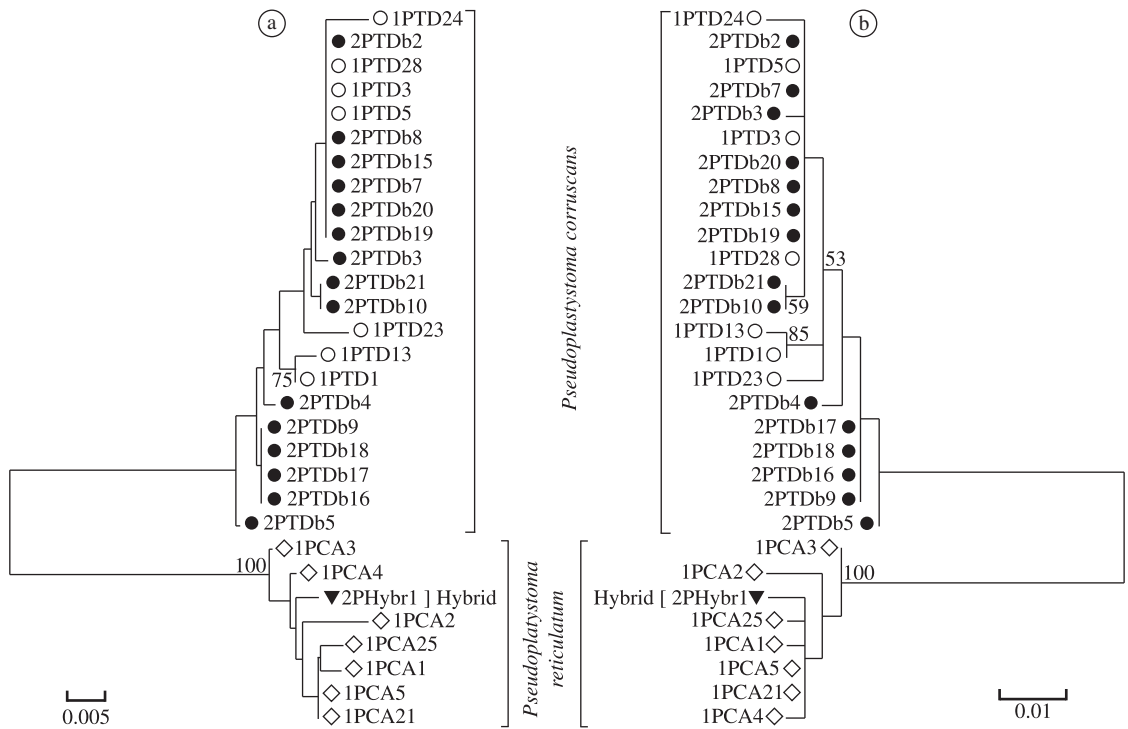 a
1PTD24
2PTDb2
1PTD28
1PTD3
1PTD5
2PTDb8
2PTDb15
2PTDb7
2PTDb20
2PTDb19
2PTDb3
2PTDb21
2PTDb10
1PTD23
1PTD13
75
1PTD1
2PTDb4
2PTDb9
2PTDb18
2PTDb17
2PTDb16
2PTDb5
100
1PCA3
1PCA4
2PHybr1 ] Hybrid
1PCA2
1PCA25
1PCA1
1PCA5
1PCA21
0.005
Pseudoplastystoma corruscans
Pseudoplatystoma
reticulatum
b
1PTD24
2PTDb2
1PTD5
2PTDb7
2PTDb3
1PTD3
2PTDb20
2PTDb8
2PTDb15
2PTDb19
1PTD28
53
2PTDb21
2PTDb10
59
1PTD13
85
1PTD1
1PTD23
2PTDb4
2PTDb17
2PTDb18
2PTDb16
2PTDb9
2PTDb5
1PCA3
100
1PCA2
Hybrid [ 2PHybr1
1PCA25
1PCA1
1PCA5
1PCA21
1PCA4
0.01